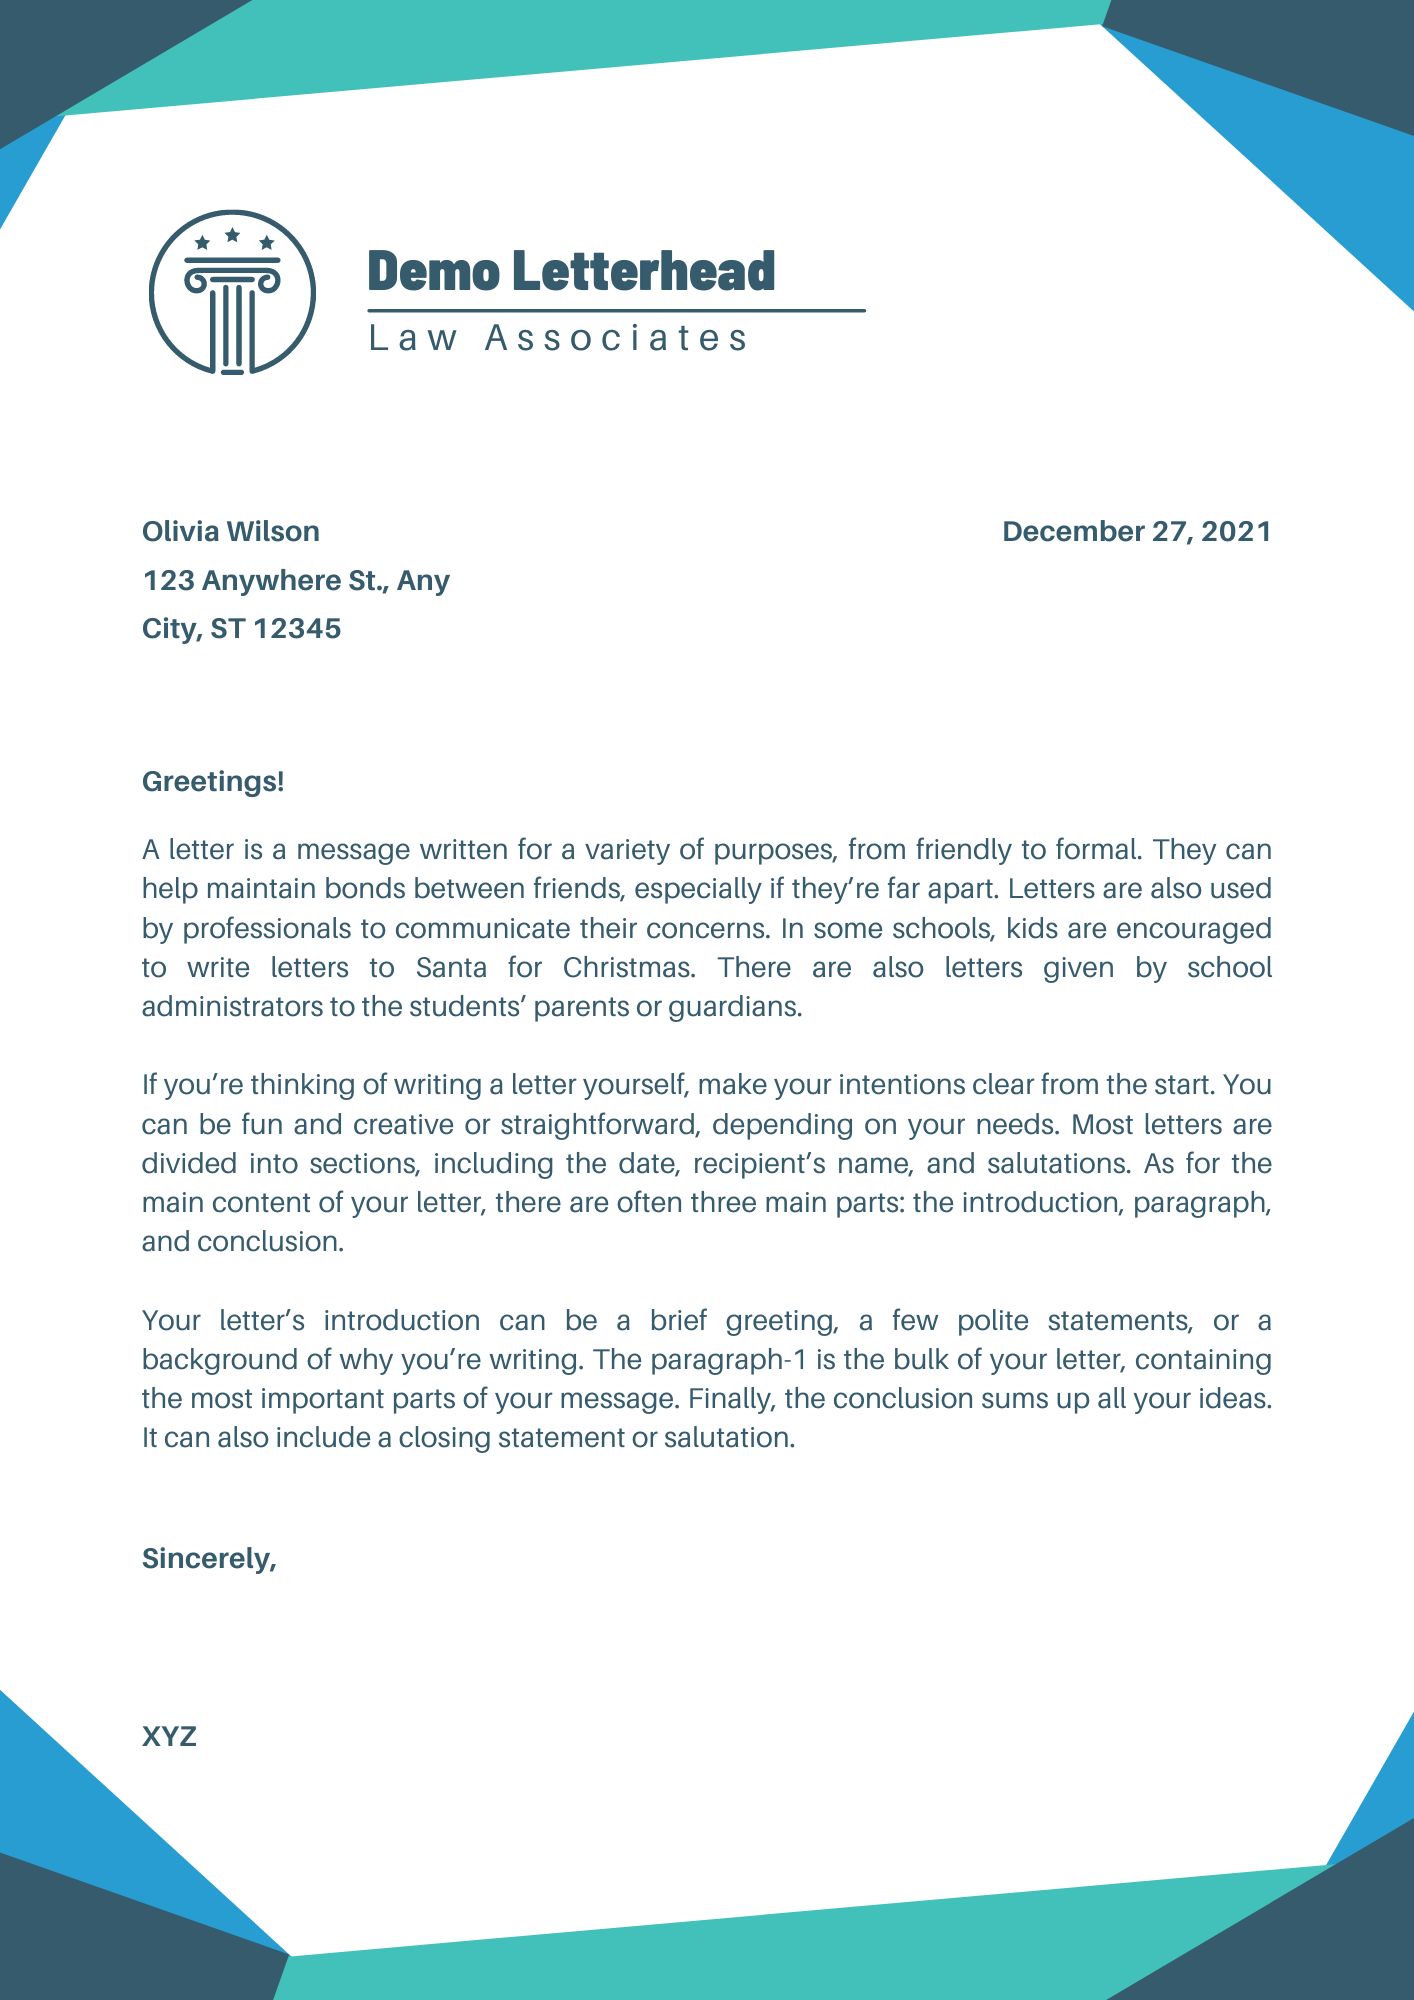 Demo Letterhead
Law Associates
Olivia Wilson
December 27, 2021
123 Anywhere St., Any
City, ST 12345
Greetings!
A letter is a message written for a variety of purposes, from friendly to formal. They can
help maintain bonds between friends, especially if they’re far apart. Letters are also used
by professionals to communicate their concerns. In some schools, kids are encouraged
to write letters to Santa for Christmas. There are also letters given by school
administrators to the students’ parents or guardians.
If you’re thinking of writing a letter yourself, make your intentions clear from the start. You
can be fun and creative or straightforward, depending on your needs. Most letters are
divided into sections, including the date, recipient’s name, and salutations. As for the
main content of your letter, there are often three main parts: the introduction, paragraph,
and conclusion.
Your letter’s introduction can be a brief greeting, a few polite statements, or a
background of why you’re writing. The paragraph-1 is the bulk of your letter, containing
the most important parts of your message. Finally, the conclusion sums up all your ideas.
It can also include a closing statement or salutation.
Sincerely,
XYZ